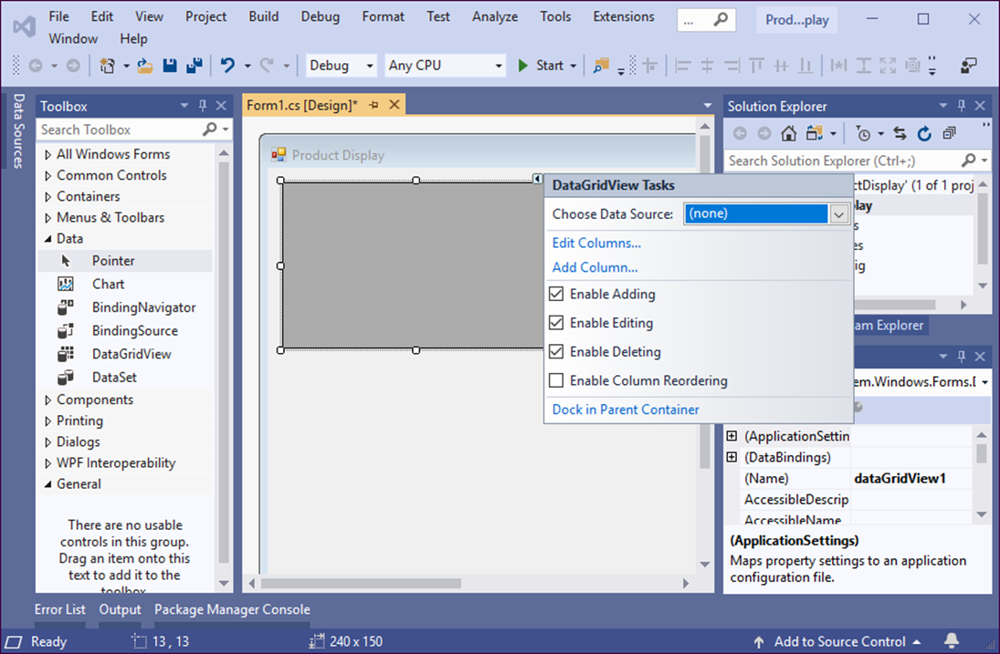 File Edit View Project Build Debug Format Test Analyze Tools Extensions
... Prod...play
Window Help
Debug Any CPU Start
Data Sources
Toolbox
Search Toolbox
All Windows Forms
Common Controls
Containers
Menus & Toolbars
Data
Pointer
Chart
BindingNavigator
BindingSource
DataGridView
DataSet
Components
Printing
Dialogs
WPF Interoperability
General
There are no usable
controls in this group.
Drag an item onto this
text to add it to the
toolbox.
Form1.cs [Design]*
Product Display
DataGridView Tasks
Choose Data Source: (none)
Edit Columns...
Add Column...
Enable Adding
Enable Editing
Enable Deleting
Enable Column Reordering
Dock in Parent Container
Solution Explorer
Search Solution Explorer (Ctrl+;)
ctDisplay' (1 of 1 proj
lay
s
es
ig
am Explorer
em.Windows.Forms.D
(ApplicationSettin
(DataBindings)
(Name) dataGridView1
AccessibleDescrip
AccessibleName
(ApplicationSettings)
Maps property settings to an application
configuration file.
Error List Output Package Manager Console
Ready 13 , 13 240 x 150 Add to Source Control